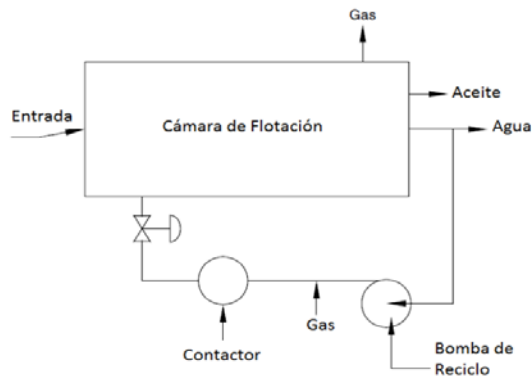 Gas
Aceite
Entrada
Cámara de Flotación
Agua
Gas
Contactor
Bomba de
Reciclo